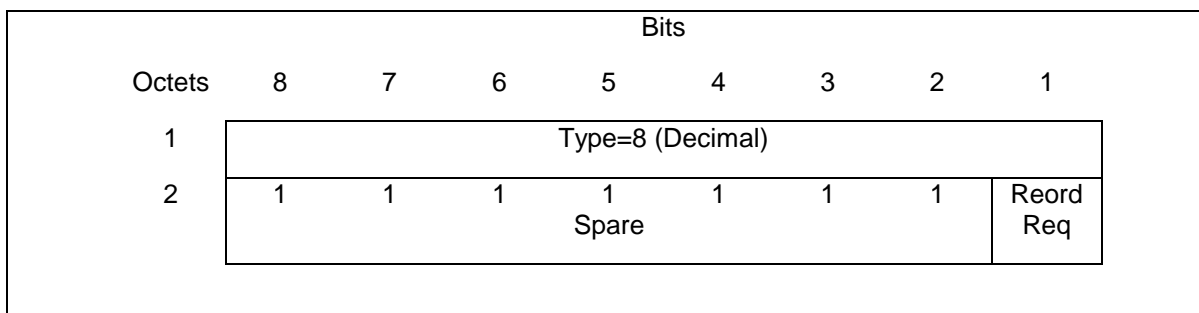 Bits
Octets 8 7 6 5 4 3 2 1
1 Type=8 (Decimal)
2 1 1 1 1 1 1 1 Reord
Spare Req